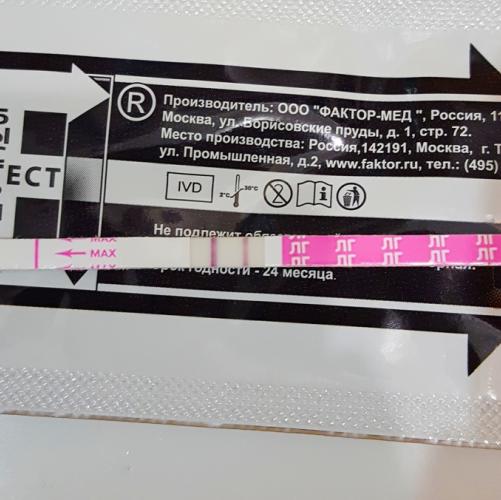 ®
Производитель: ООО "ФАКТОР-МЕД ", Россия, 11
Москва, ул. Борисовские пруды, д. 1, стр. 72.
Место производства: Россия,142191, Москва, г. Т
ул. Промышленная, д.2, www.faktor.ru, тел.: (495)
FECT
IVD
2°C
30°C
Не подлежит
MAX
MAX
MAX
ЛГ ЛГ ЛГ ЛГ ЛГ
ЛГ ЛГ ЛГ ЛГ ЛГ
годности - 24 месяца.